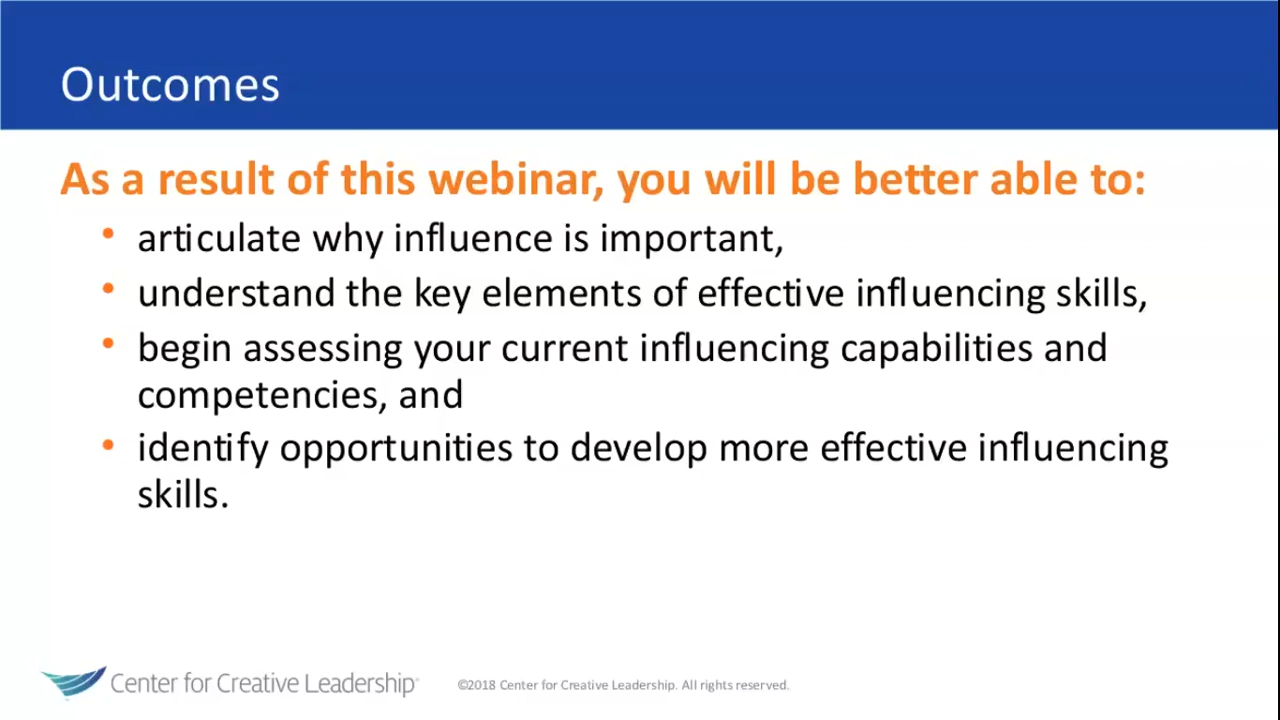 Outcomes
As a result of this webinar, you will be better able to:
• articulate why influence is important,
• understand the key elements of effective influencing skills,
• begin assessing your current influencing capabilities and
competencies, and
• identify opportunities to develop more effective influencing
skills.
Center for Creative Leadership®
©2018 Center for Creative Leadership. All rights reserved.